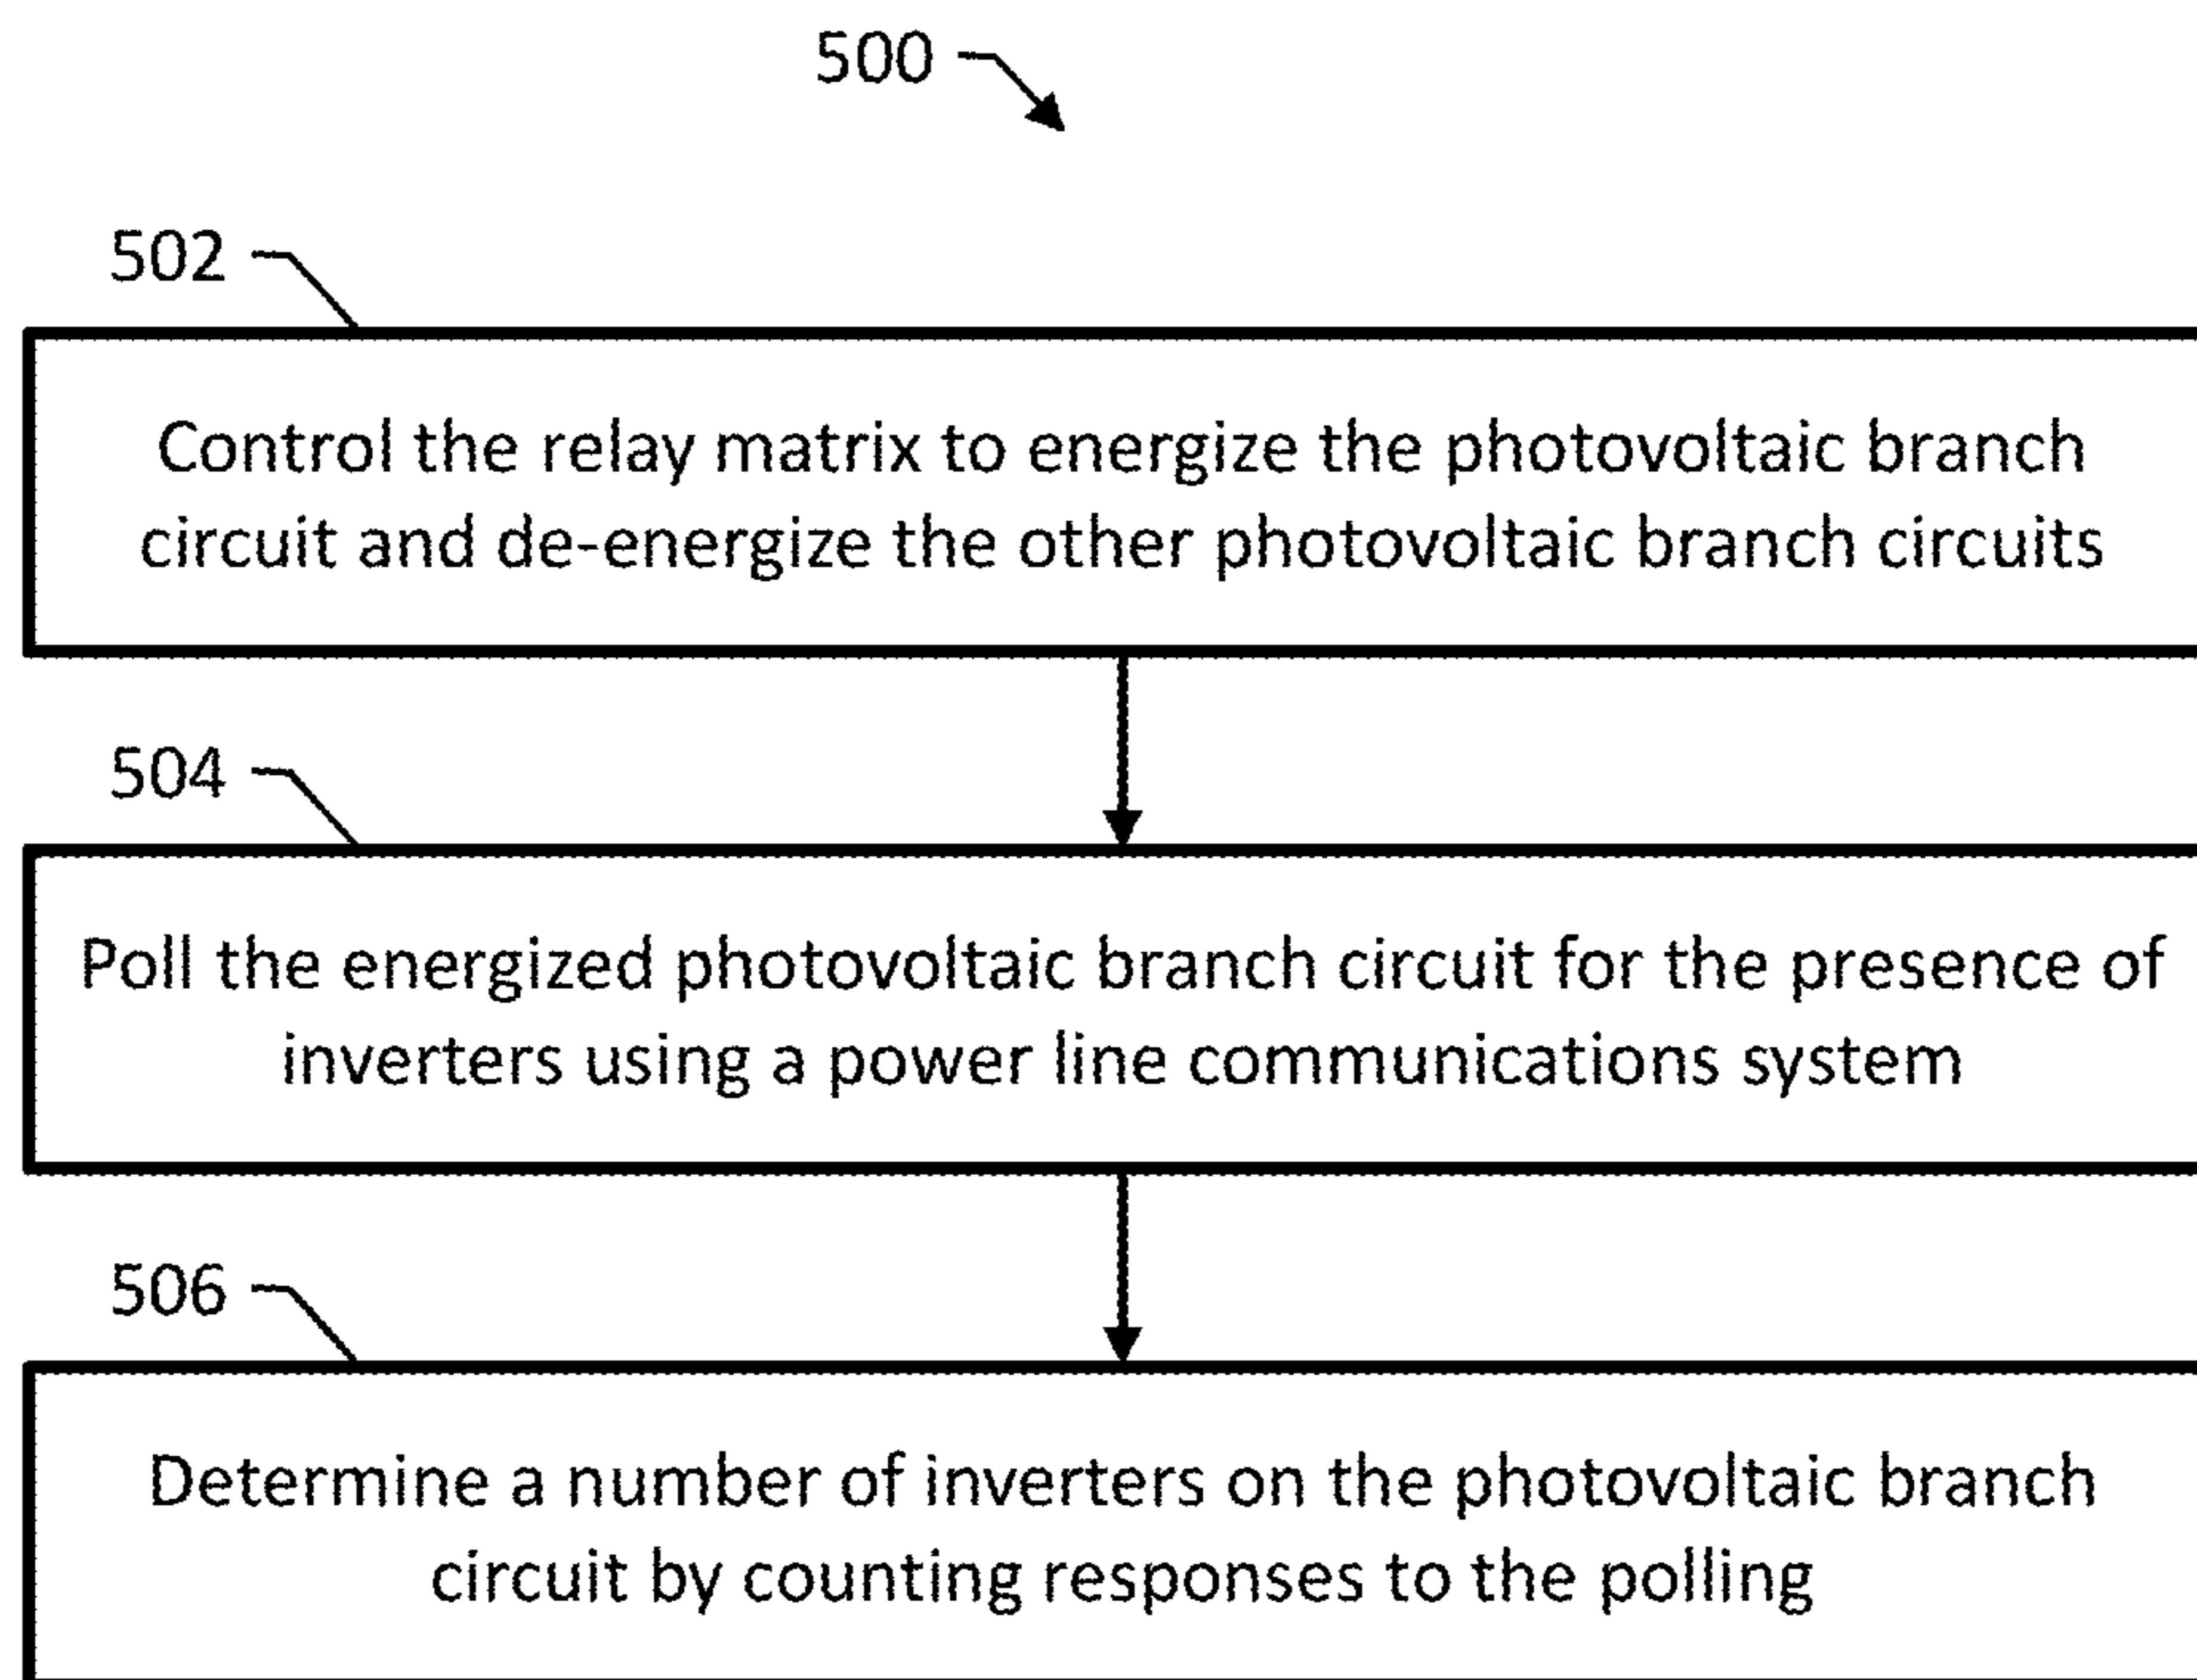 500
502
Control the relay matrix to energize the photovoltaic branch
circuit and de-energize the other photovoltaic branch circuits
504
Poll the energized photovoltaic branch circuit for the presence of
inverters using a power line communications system
506
Determine a number of inverters on the photovoltaic branch
circuit by counting responses to the polling